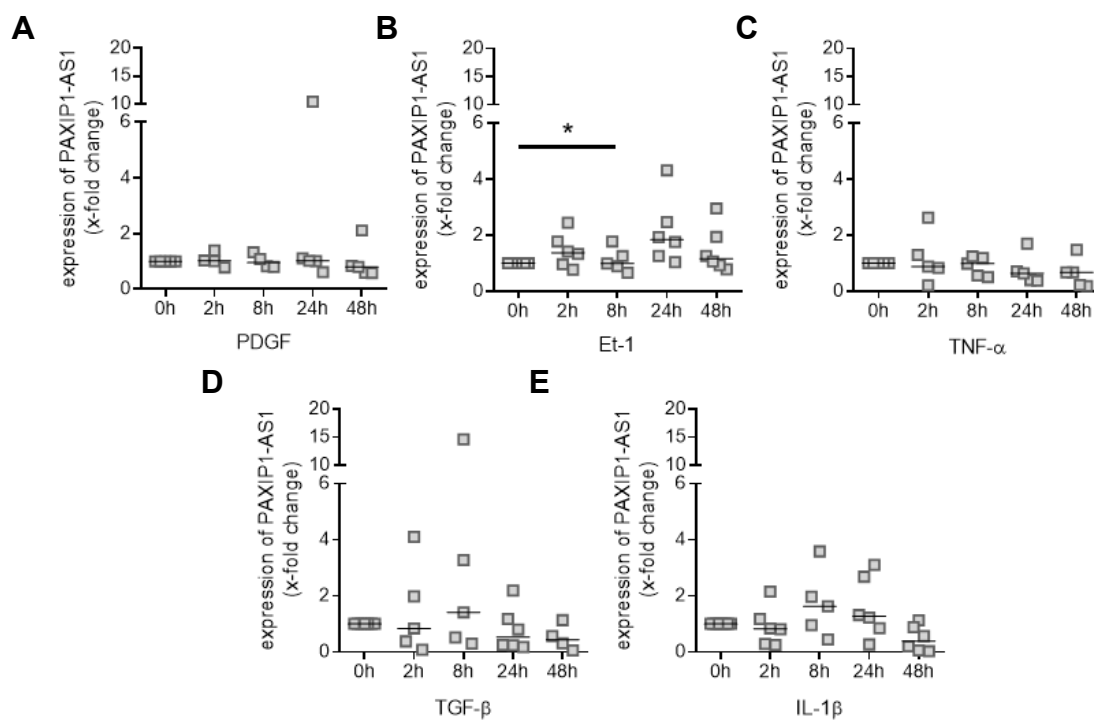 A
expression of PAXIP1-AS1
(x-fold change)
20
15
10
6
4
2
0
0h 2h 8h 24h 48h
PDGF
B
expression of PAXIP1-AS1
(x-fold change)
20
15
10
6
4
2
0
*
0h 2h 8h 24h 48h
Et-1
C
expression of PAXIP1-AS1
(x-fold change)
20
15
10
6
4
2
0
0h 2h 8h 24h 48h
TNF-α
D
expression of PAXIP1-AS1
(x-fold change)
20
15
10
6
4
2
0
0h 2h 8h 24h 48h
TGF-β
E
expression of PAXIP1-AS1
(x-fold change)
20
15
10
6
4
2
0
0h 2h 8h 24h 48h
IL-1β